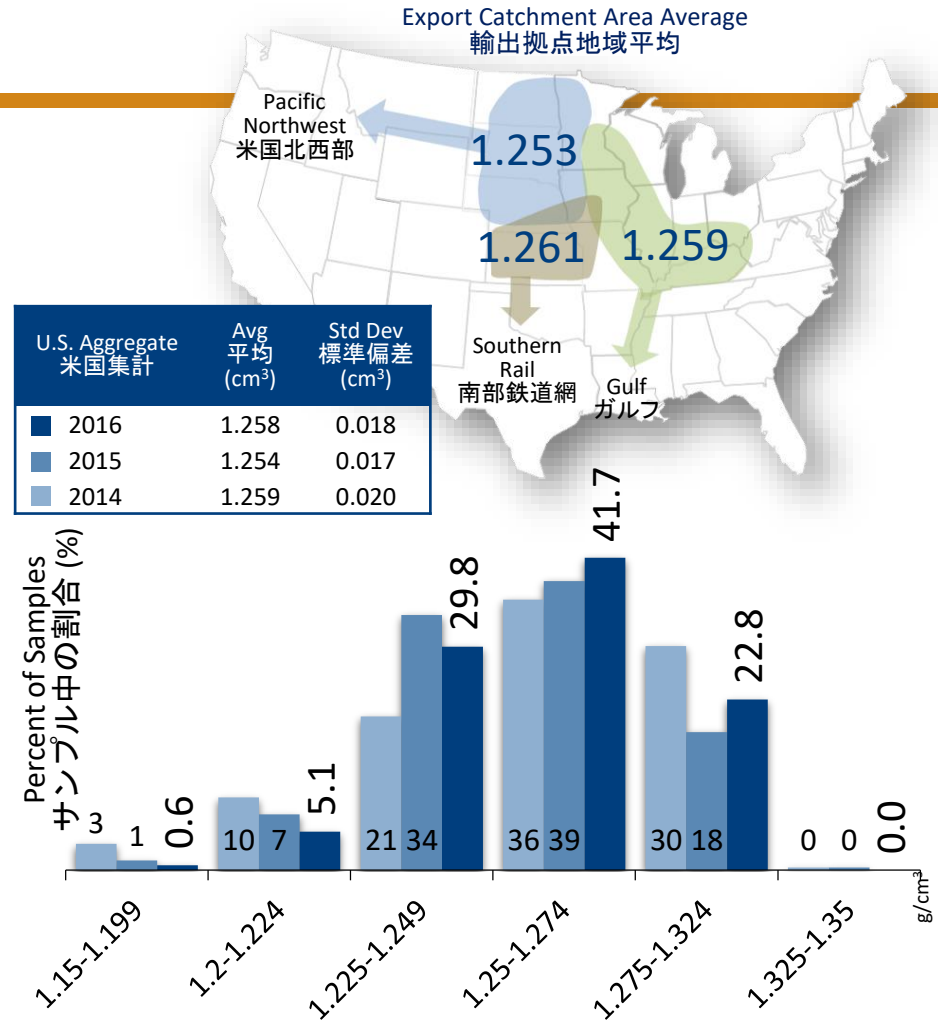 Export Catchment Area Average
輸出拠点地域平均
Pacific
Northwest
米国北西部
1.253
1.261
1.259
Southern
Rail
南部鉄道網
Gulf
ガルフ
U.S. Aggregate
米国集計
Avg
平均
(cm³)
Std Dev
標準偏差
(cm³)
2016 1.258 0.018
2015 1.254 0.017
2014 1.259 0.020
Percent of Samples
サンプル中の割合 (%)
3 1 0.6
10 7 5.1
21 34 29.8
36 39 41.7
30 18 22.8
0 0 0.0
1.15-1.199
1.2-1.224
1.225-1.249
1.25-1.274
1.275-1.324
1.325-1.35
g/cm³